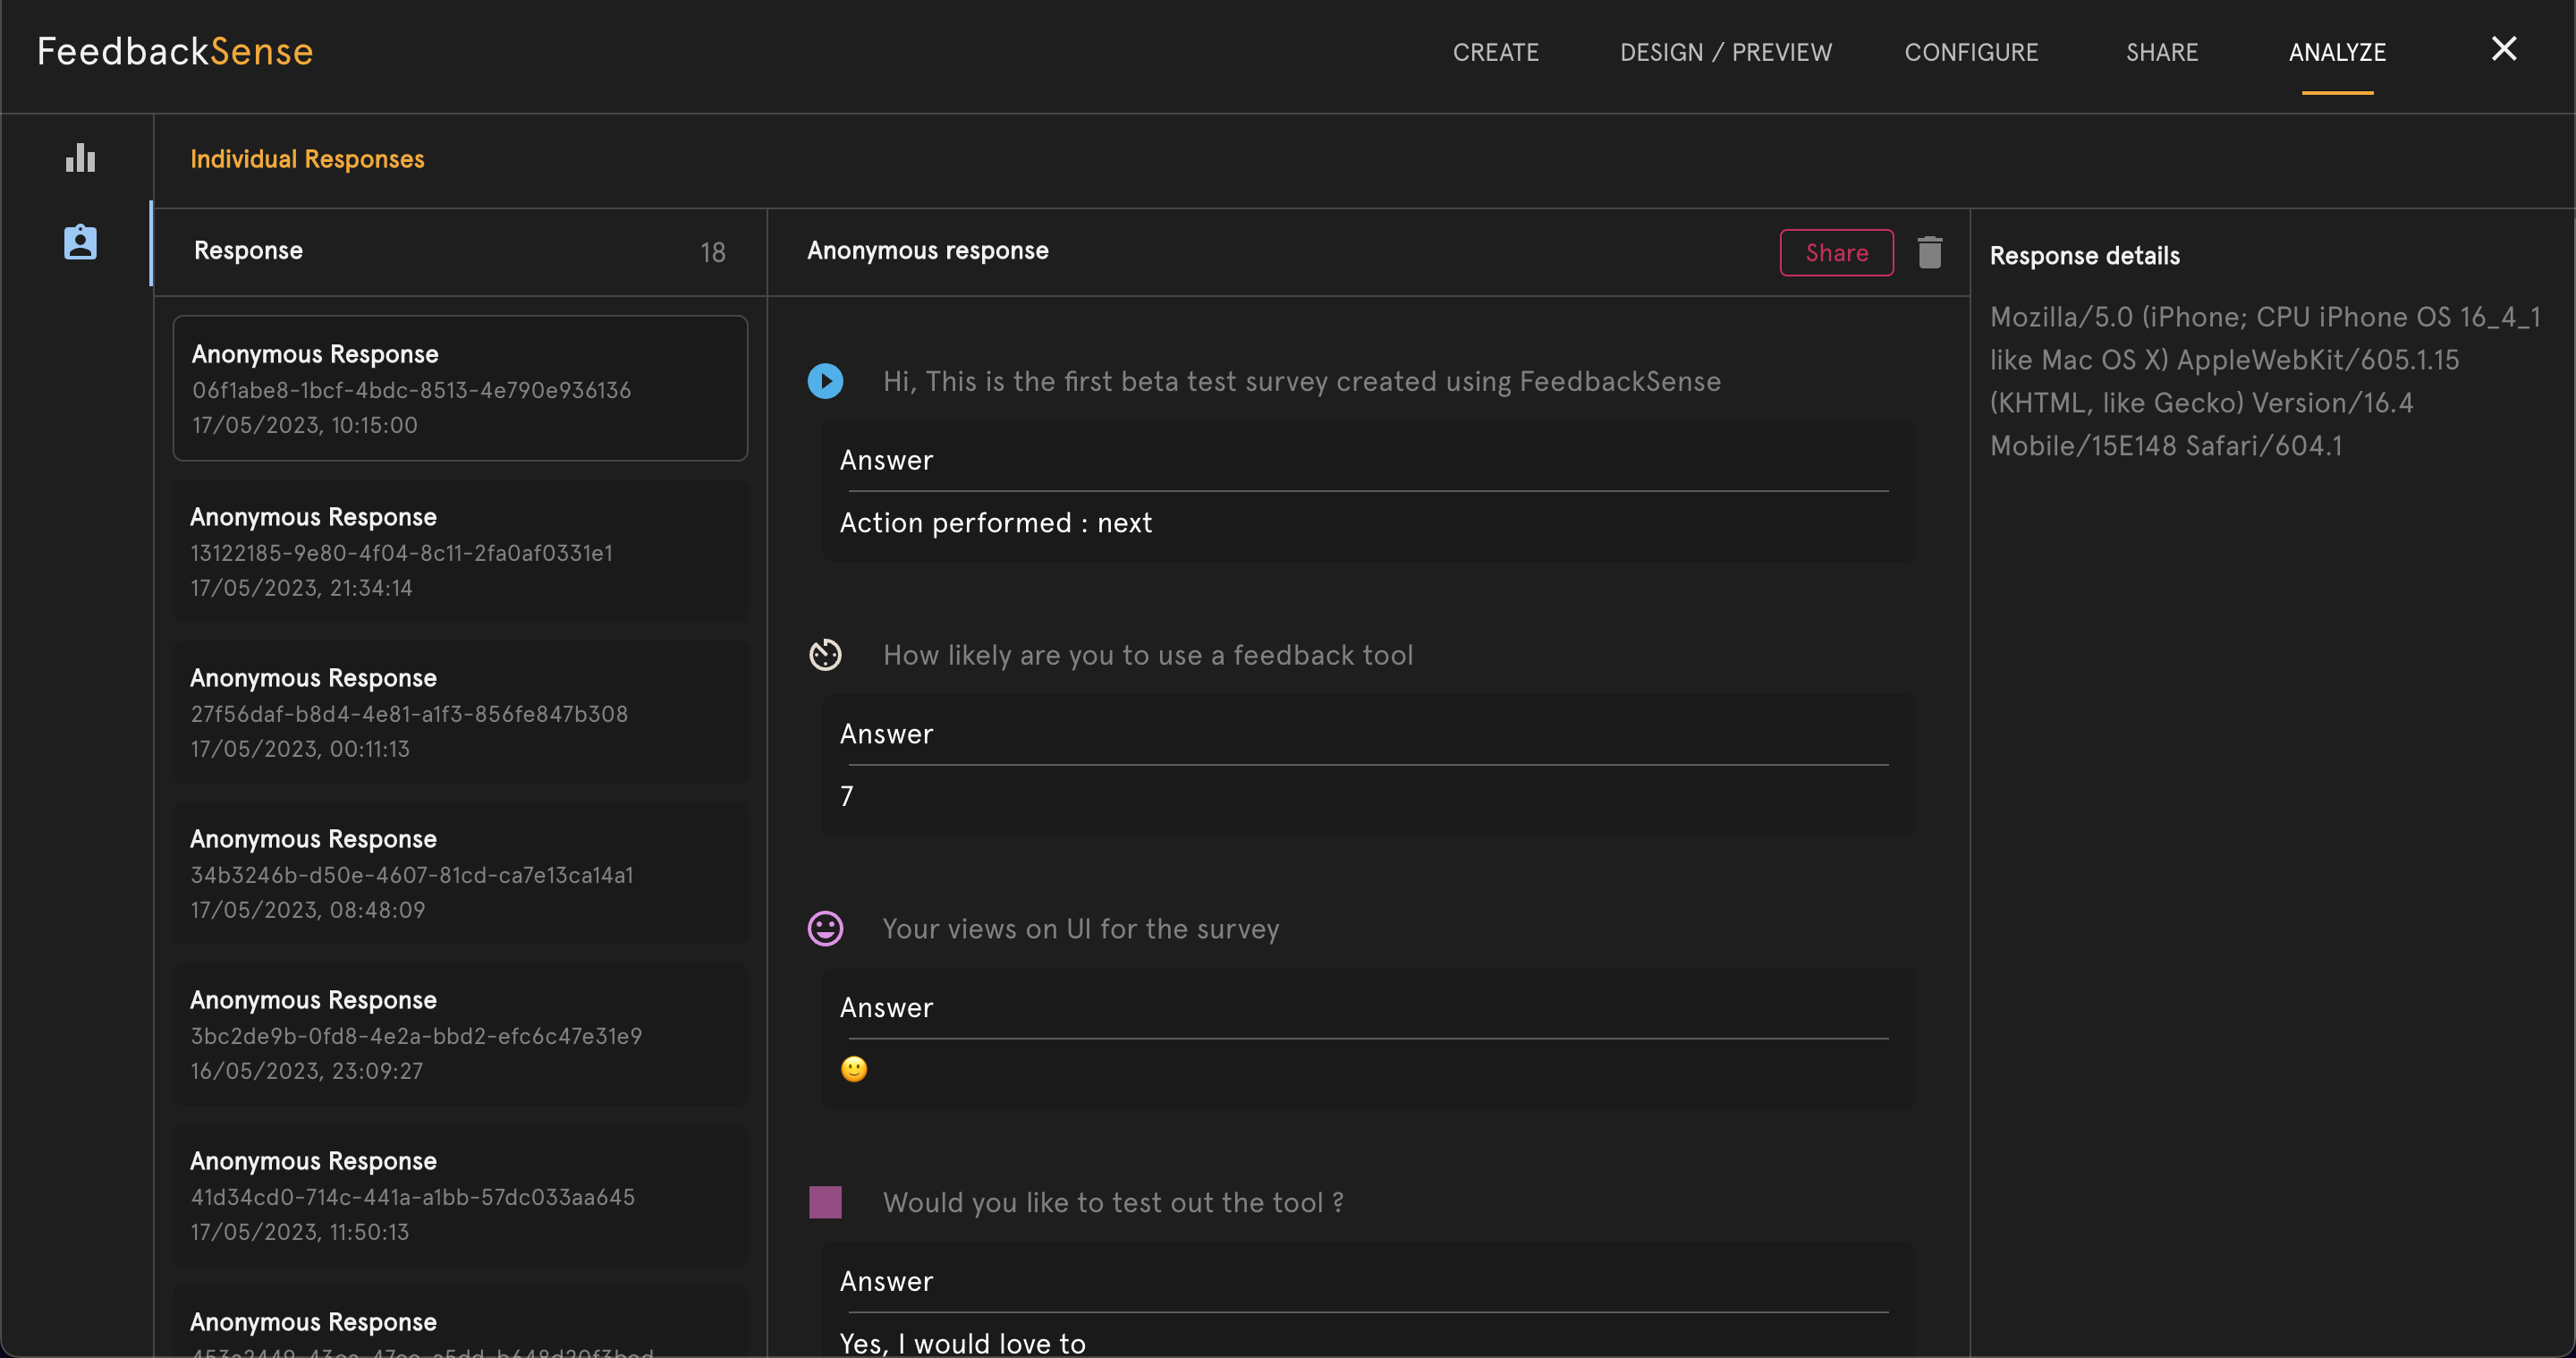 FeedbackSense
CREATE
DESIGN / PREVIEW
CONFIGURE
SHARE
ANALYZE
Individual Responses
Response
18
Anonymous Response
06f1abe8-1bcf-4bdc-8513-4e790e936136
17/05/2023, 10:15:00
Anonymous Response
13122185-9e80-4f04-8c11-2fa0af0331e1
17/05/2023, 21:34:14
Anonymous Response
27f56daf-b8d4-4e81-a1f3-856fe847b308
17/05/2023, 00:11:13
Anonymous Response
34b3246b-d50e-4607-81cd-ca7e13ca14a1
17/05/2023, 08:48:09
Anonymous Response
3bc2de9b-0fd8-4e2a-bbd2-efc6c47e31e9
16/05/2023, 23:09:27
Anonymous Response
41d34cd0-714c-441a-a1bb-57dc033aa645
17/05/2023, 11:50:13
Anonymous Response
Anonymous response
Share
Hi, This is the first beta test survey created using FeedbackSense
Answer
Action performed : next
How likely are you to use a feedback tool
Answer
7
Your views on UI for the survey
Answer
🙂
Would you like to test out the tool ?
Answer
Yes, I would love to
Response details
Mozilla/5.0 (iPhone; CPU iPhone OS 16_4_1
like Mac OS X) AppleWebKit/605.1.15
(KHTML, like Gecko) Version/16.4
Mobile/15E148 Safari/604.1